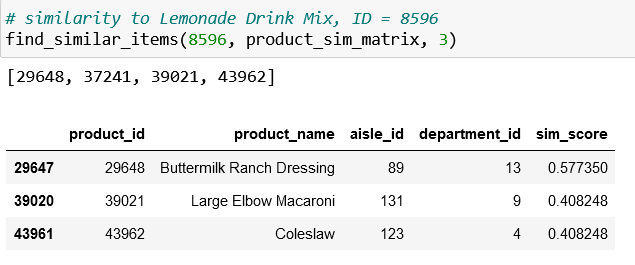 # similarity to Lemonade Drink Mix, ID = 8596
find_similar_items(8596, product_sim_matrix, 3)
[29648, 37241, 39021, 43962]
product_id product_name aisle_id department_id sim_score
29647 29648 Buttermilk Ranch Dressing 89 13 0.577350
39020 39021 Large Elbow Macaroni 131 9 0.408248
43961 43962 Coleslaw 123 4 0.408248